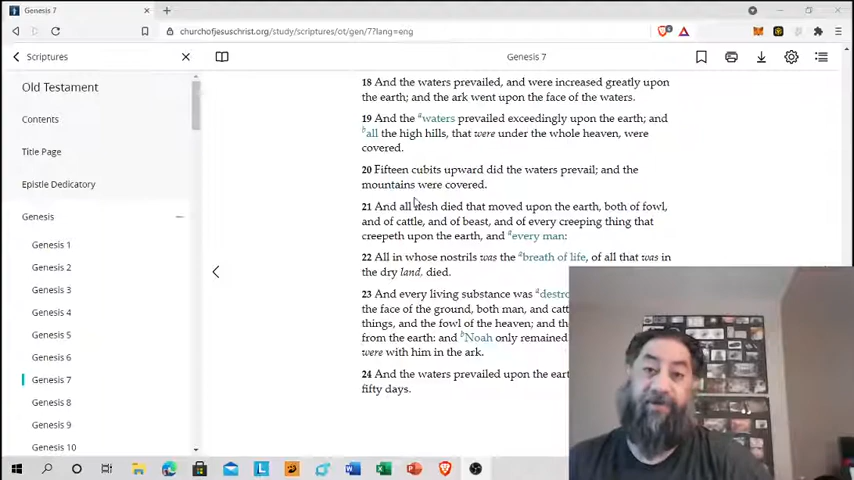 Genesis 7
churchofjesuschrist.org/study/scriptures/ot/gen/7?lang=eng
Scriptures
Genesis 7
Old Testament
Contents
Title Page
Epistle Dedicatory
Genesis
Genesis 1
Genesis 2
Genesis 3
Genesis 4
Genesis 5
Genesis 6
Genesis 7
Genesis 8
Genesis 9
Genesis 10
18 And the waters prevailed, and were increased greatly upon
the earth; and the ark went upon the face of the waters.
19 And the a waters prevailed exceedingly upon the earth; and
b all the high hills, that were under the whole heaven, were
covered.
20 Fifteen cubits upward did the waters prevail; and the
mountains were covered.
21 And all flesh died that moved upon the earth, both of fowl,
and of cattle, and of beast, and of every creeping thing that
creepeth upon the earth, and a every man:
22 All in whose nostrils was the a breath of life, of all that was in
the dry land, died.
23 And every living substance was a destro
the face of the ground, both man, and catt
things, and the fowl of the heaven; and th
from the earth: and b Noah only remained
were with him in the ark.
24 And the waters prevailed upon the eart
fifty days.